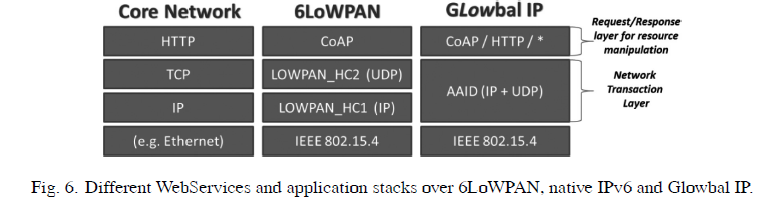 Core Network 6LoWPAN GLowbal IP
HTTP CoAP CoAP / HTTP / *
Request/Response
layer for resource
manipulation
TCP LOWPAN_HC2 (UDP)
AAID (IP + UDP)
Network
Transaction
Layer
IP LOWPAN_HC1 (IP)
(e.g. Ethernet) IEEE 802.15.4 IEEE 802.15.4
Fig. 6. Different WebServices and application stacks over 6LoWPAN, native IPv6 and Glowbal IP.